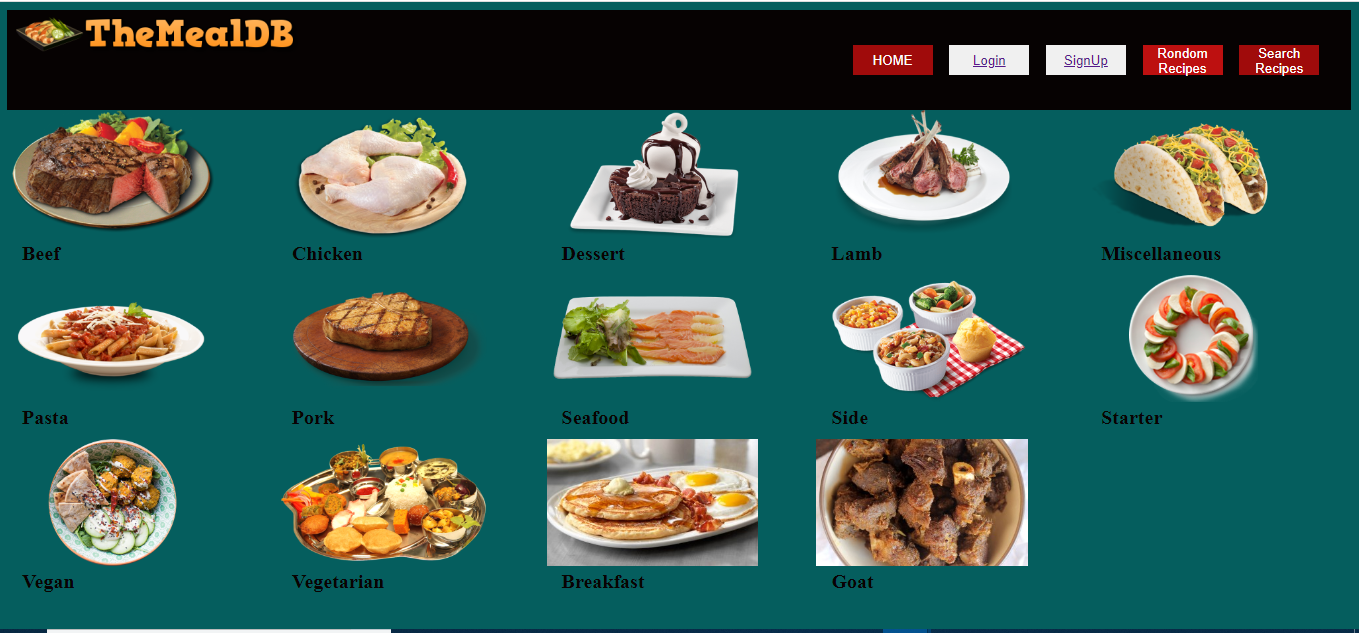 TheMealDB
HOME
Login
SignUp
Rondom
Recipes
Search
Recipes
Beef
Chicken
Dessert
Lamb
Miscellaneous
Pasta
Pork
Seafood
Side
Starter
Vegan
Vegetarian
Breakfast
Goat